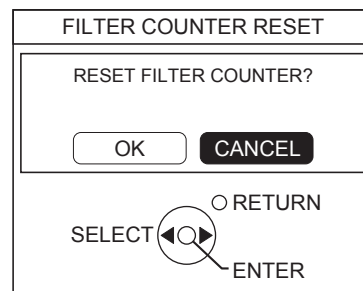 FILTER COUNTER RESET
RESET FILTER COUNTER?
OK CANCEL
RETURN
SELECT
ENTER